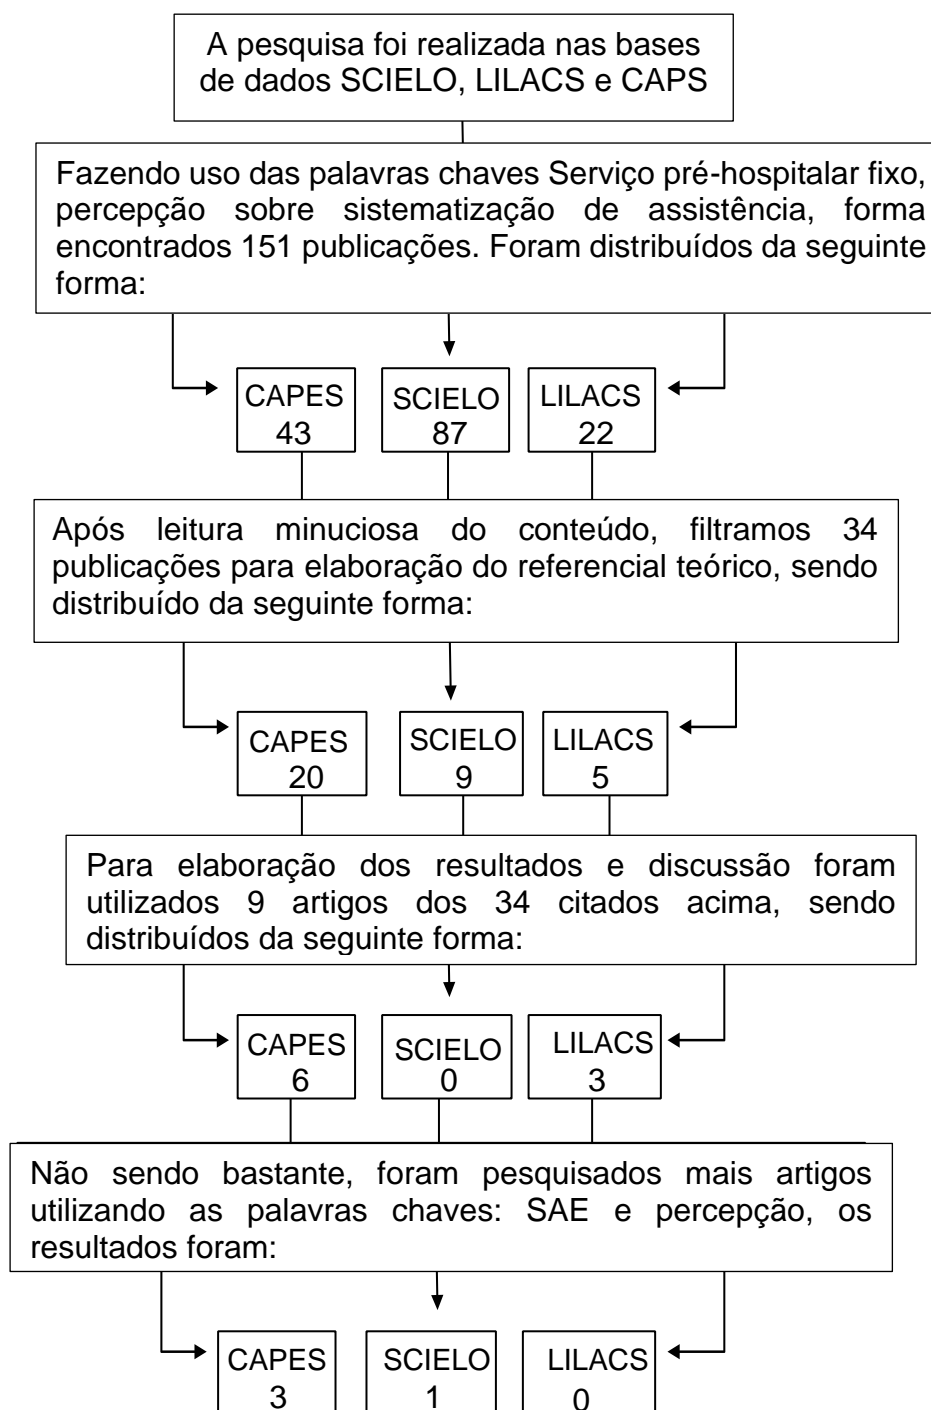 A pesquisa foi realizada nas bases
de dados SCIELO, LILACS e CAPS
Fazendo uso das palavras chaves Serviço pré-hospitalar fixo,
percepção sobre sistematização de assistência, forma
encontrados 151 publicações. Foram distribuídos da seguinte
forma:
CAPES
43
SCIELO
87
LILACS
22
Após leitura minuciosa do conteúdo, filtramos 34
publicações para elaboração do referencial teórico, sendo
distribuído da seguinte forma:
CAPES
20
SCIELO
9
LILACS
5
Para elaboração dos resultados e discussão foram
utilizados 9 artigos dos 34 citados acima, sendo
distribuídos da seguinte forma:
CAPES
6
SCIELO
0
LILACS
3
Não sendo bastante, foram pesquisados mais artigos
utilizando as palavras chaves: SAE e percepção, os
resultados foram:
CAPES
3
SCIELO
1
LILACS
0